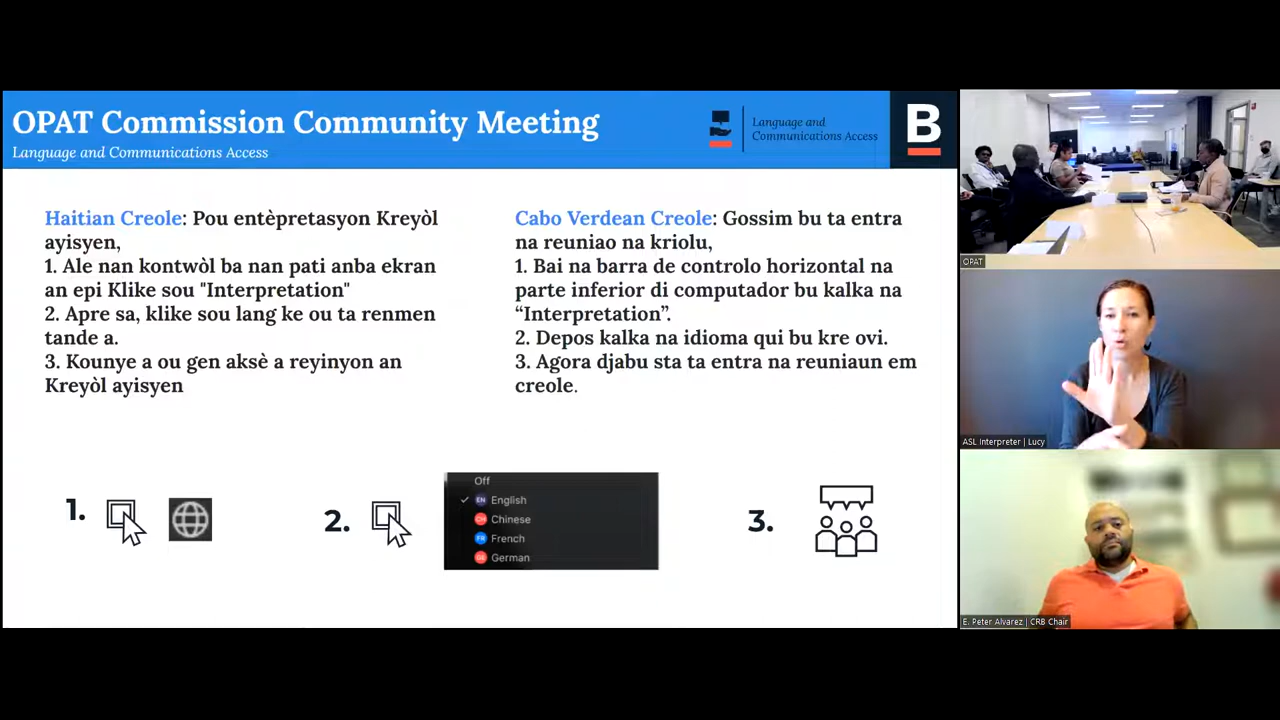 OPAT Commission Community Meeting
Language and Communications Access
Language and
Communications Access
B
Haitian Creole: Pou entèpretasyon Kreyòl
ayisyen,
1. Ale nan kontwòl ba nan pati anba ekran
an epi Klike sou "Interpretation"
2. Apre sa, klike sou lang ke ou ta renmen
tande a.
3. Kounye a ou gen aksè a reyinyon an
Kreyòl ayisyen
Cabo Verdean Creole: Gossim bu ta entra
na reuniao na kriolu,
1. Bai na barra de controlo horizontal na
parte inferior di computador bu kalka na
“Interpretation”.
2. Depos kalka na idioma qui bu kre ovi.
3. Agora djabu sta ta entra na reuniaun em
creole.
1.
2.
Off
EN English
CH Chinese
FR French
GE German
3.
OPAT
ASL Interpreter | Lucy
E. Peter Alvarez | CRB Chair